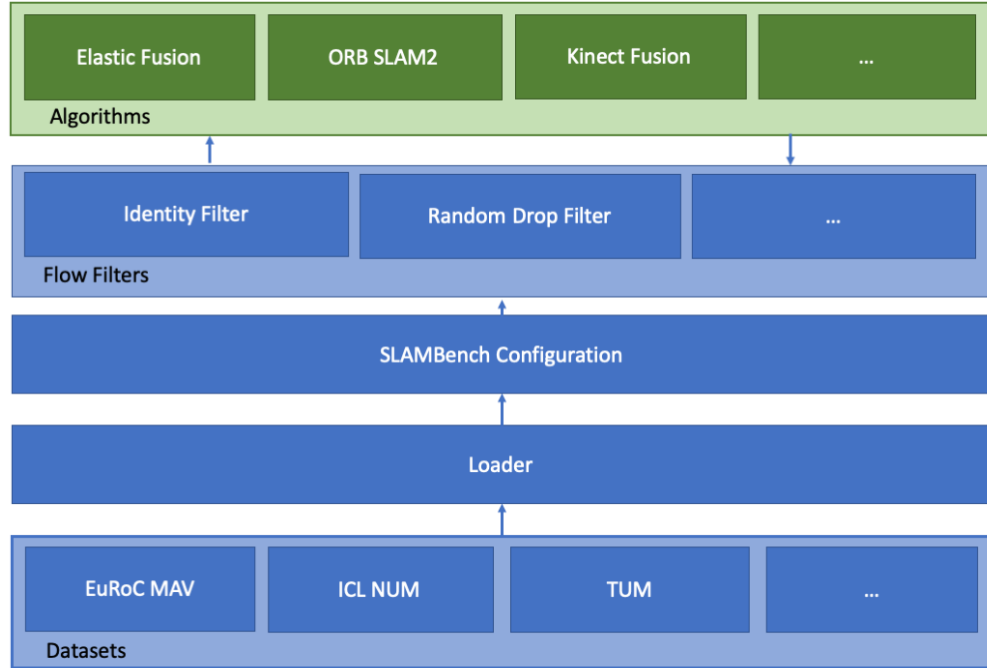 Elastic Fusion
ORB SLAM2
Kinect Fusion
...
Algorithms
Identity Filter
Random Drop Filter
...
Flow Filters
SLAMBench Configuration
Loader
EuRoC MAV
ICL NUM
TUM
...
Datasets